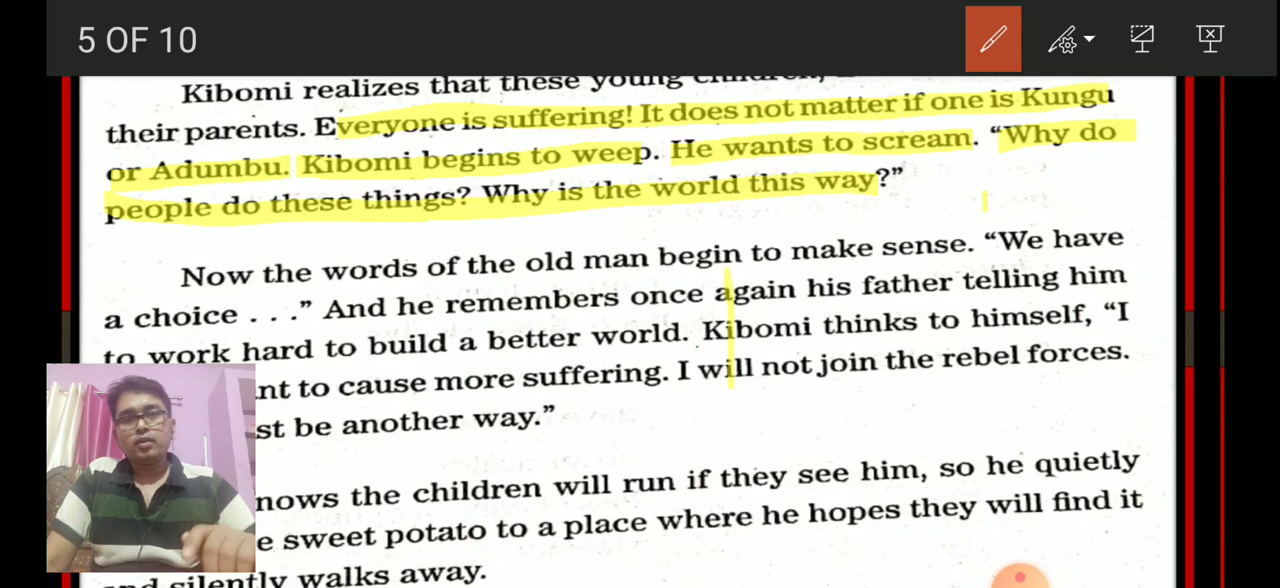 5 OF 10
Kibomi realizes that these young children,
their parents. Everyone is suffering! It does not matter if one is Kungu
or Adumbu. Kibomi begins to weep. He wants to scream. “Why do
people do these things? Why is the world this way?”
Now the words of the old man begin to make sense. “We have
a choice . . .” And he remembers once again his father telling him
to work hard to build a better world. Kibomi thinks to himself, “I
nt to cause more suffering. I will not join the rebel forces.
st be another way.”
nows the children will run if they see him, so he quietly
e sweet potato to a place where he hopes they will find it
and silently walks away.